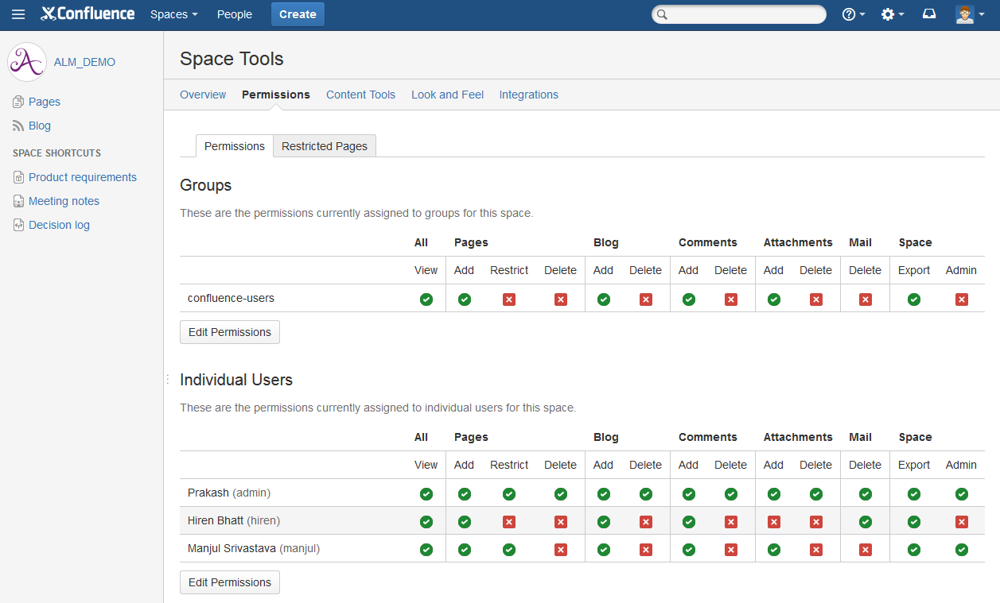 Confluence Spaces People Create
ALM_DEMO
Pages
Blog
SPACE SHORTCUTS
Product requirements
Meeting notes
Decision log
Space Tools
Overview Permissions Content Tools Look and Feel Integrations
Permissions Restricted Pages
Groups
These are the permissions currently assigned to groups for this space.
All Pages Blog Comments Attachments Mail Space
View Add Restrict Delete Add Delete Add Delete Add Delete Delete Export Admin
confluence-users
Edit Permissions
Individual Users
These are the permissions currently assigned to individual users for this space.
All Pages Blog Comments Attachments Mail Space
View Add Restrict Delete Add Delete Add Delete Add Delete Delete Export Admin
Prakash (admin)
Hiren Bhatt (hiren)
Manjul Srivastava (manjul)
Edit Permissions